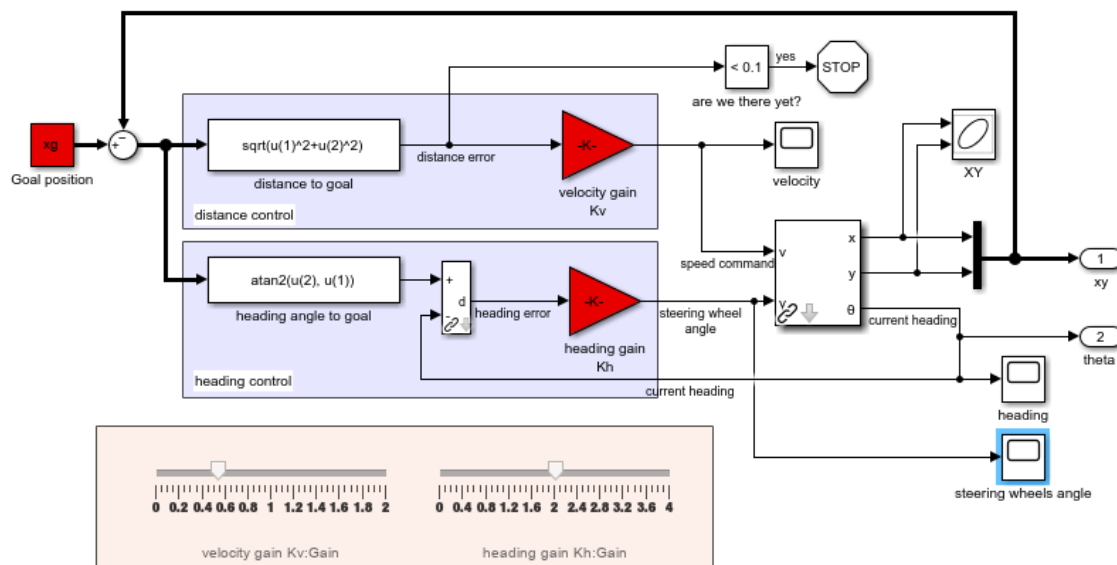 < 0.1
yes
STOP
are we there yet?
xg
Goal position
+
−
sqrt(u(1)^2+u(2)^2)
distance to goal
distance error
-K-
velocity gain
Kv
distance control
velocity
XY
atan2(u(2), u(1))
heading angle to goal
+
-
d
heading error
-K-
heading gain
Kh
heading control
speed command
steering wheel
angle
v
γ
x
y
θ
current heading
1
xy
2
theta
current heading
heading
steering wheels angle
0 0.2 0.4 0.6 0.8 1 1.2 1.4 1.6 1.8 2
velocity gain Kv:Gain
0 0.4 0.8 1.2 1.6 2 2.4 2.8 3.2 3.6 4
heading gain Kh:Gain